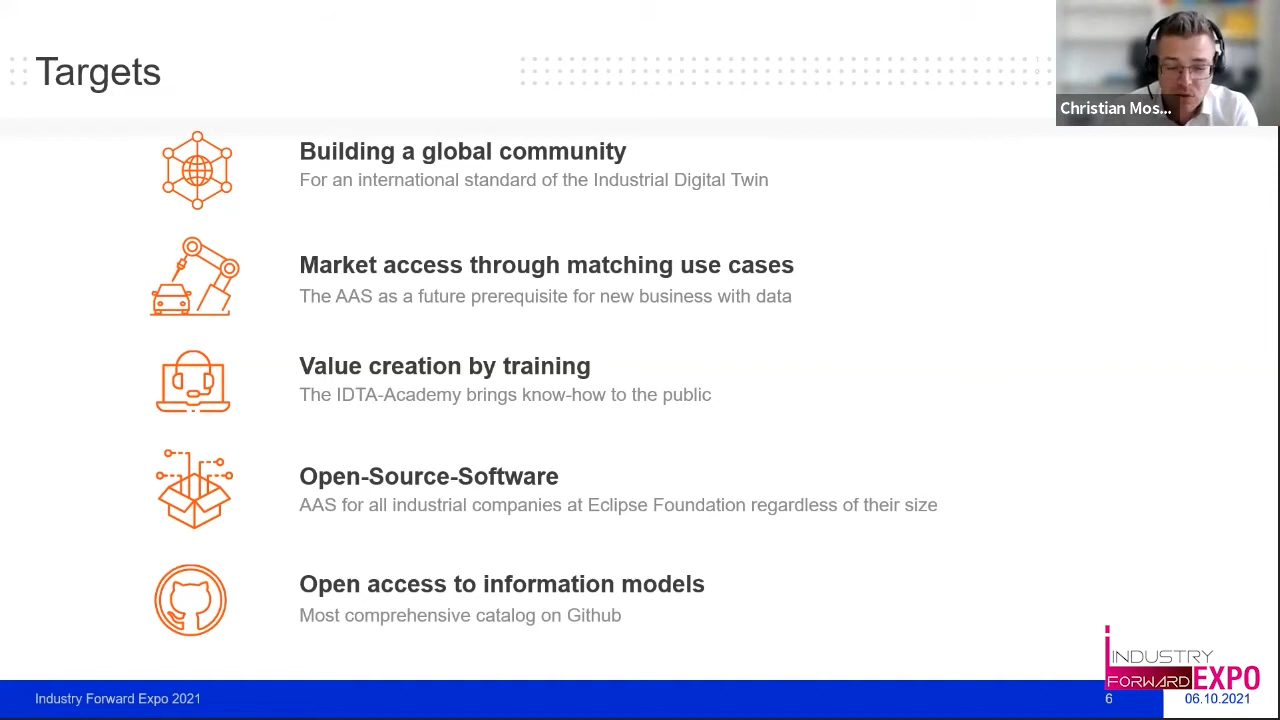 Targets
Christian Mos...
Building a global community
For an international standard of the Industrial Digital Twin
Market access through matching use cases
The AAS as a future prerequisite for new business with data
Value creation by training
The IDTA-Academy brings know-how to the public
Open-Source-Software
AAS for all industrial companies at Eclipse Foundation regardless of their size
Open access to information models
Most comprehensive catalog on Github
INDUSTRY
FORWARD EXPO
Industry Forward Expo 2021
6
06.10.2021